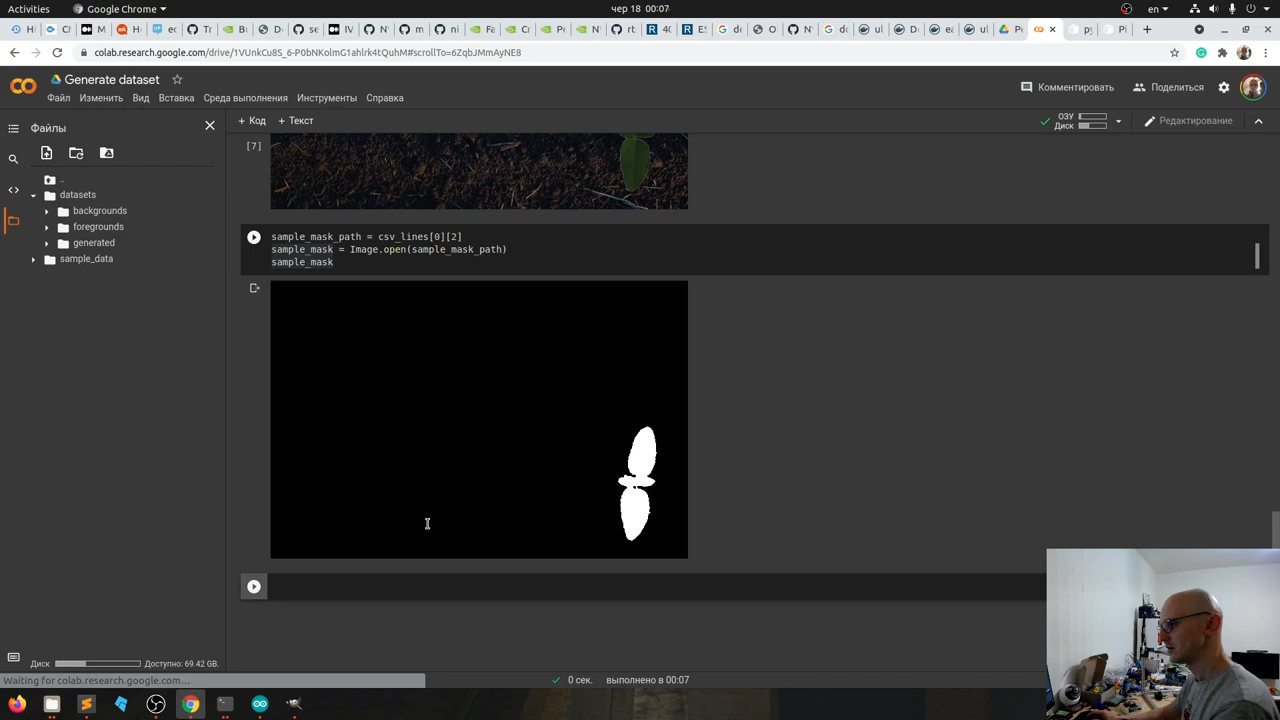 Activities
Google Chrome
чер 18 00:07
en
colab.research.google.com/drive/1VUnkCu8S_6-P0bNKolmG1ahlrk4tQuhM#scrollTo=6ZqbJMmAyNE8
Generate dataset
Файл Изменить Вид Вставка Среда выполнения Инструменты Справка
Комментировать
Поделиться
Файлы
+ Код + Текст
ОЗУ
Диск
Редактирование
..
datasets
backgrounds
foregrounds
generated
sample_data
[7]
sample_mask_path = csv_lines[0][2]
sample_mask = Image.open(sample_mask_path)
sample_mask
Диск
Доступно: 69.42 GB.
Waiting for colab.research.google.com...
0 сек. выполнено в 00:07